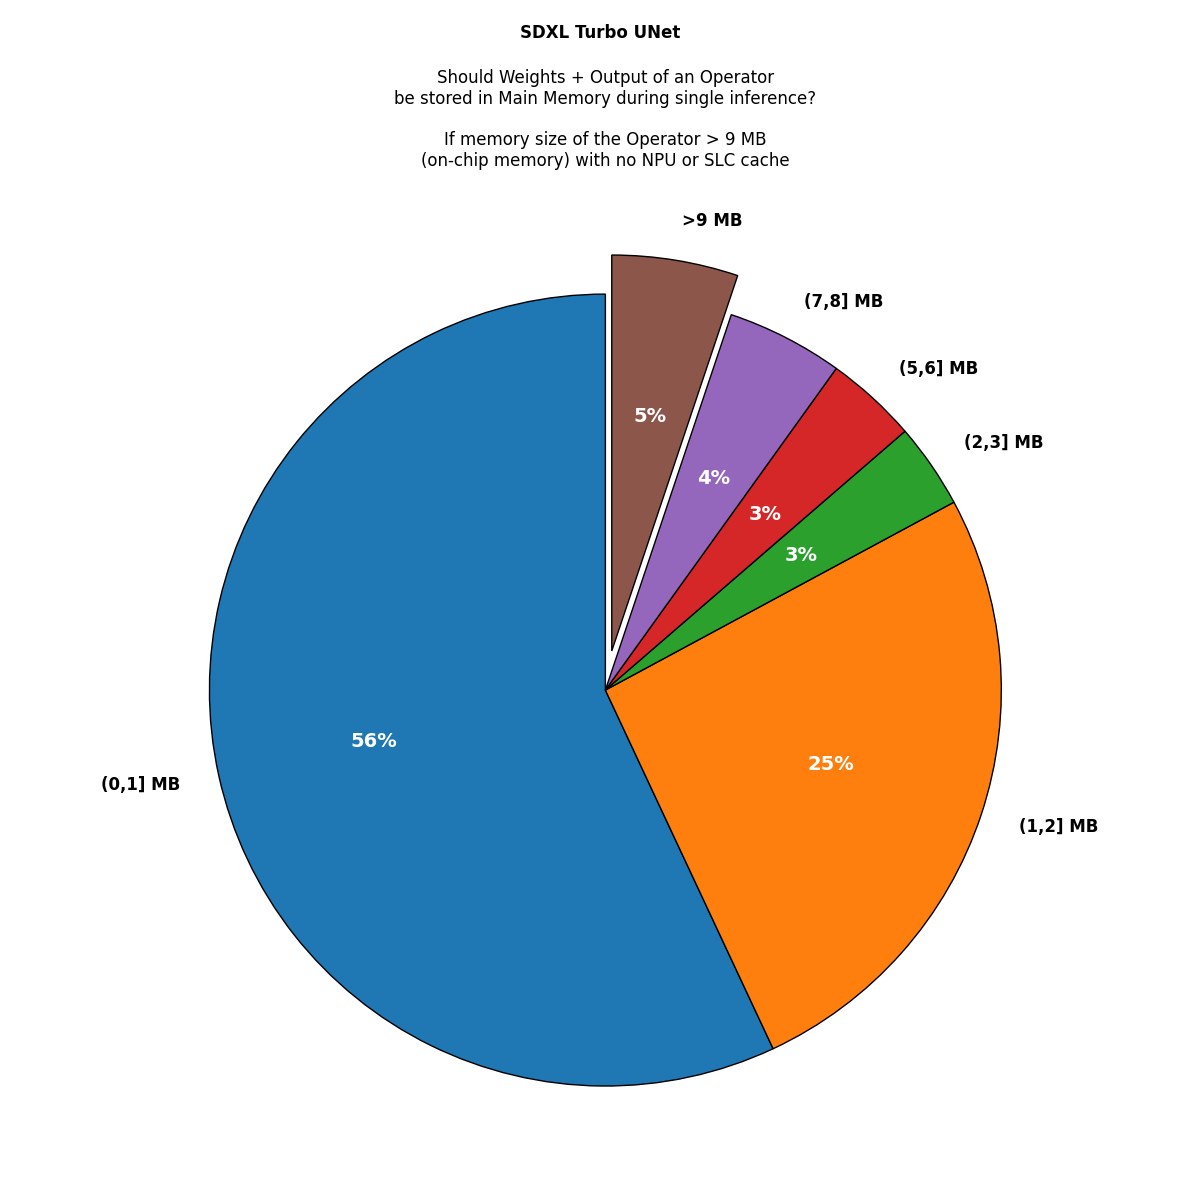 SDXL Turbo UNet
Should Weights + Output of an Operator
be stored in Main Memory during single inference?
If memory size of the Operator > 9 MB
(on-chip memory) with no NPU or SLC cache
>9 MB
(7,8] MB
(5,6] MB
(2,3] MB
5%
4%
3%
3%
56%
25%
(0,1] MB
(1,2] MB